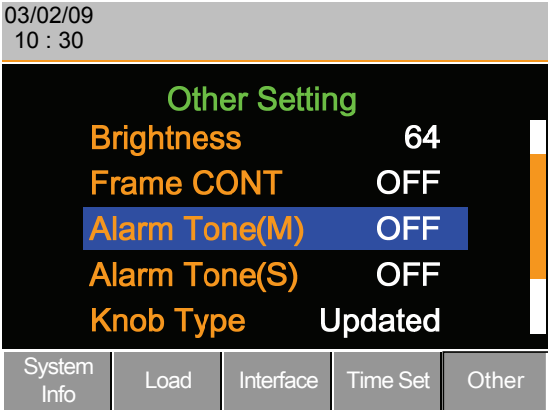 03/02/09
10 : 30
Other Setting
Brightness 64
Frame CONT OFF
Alarm Tone(M) OFF
Alarm Tone(S) OFF
Knob Type Updated
System Info
Load
Interface
Time Set
Other